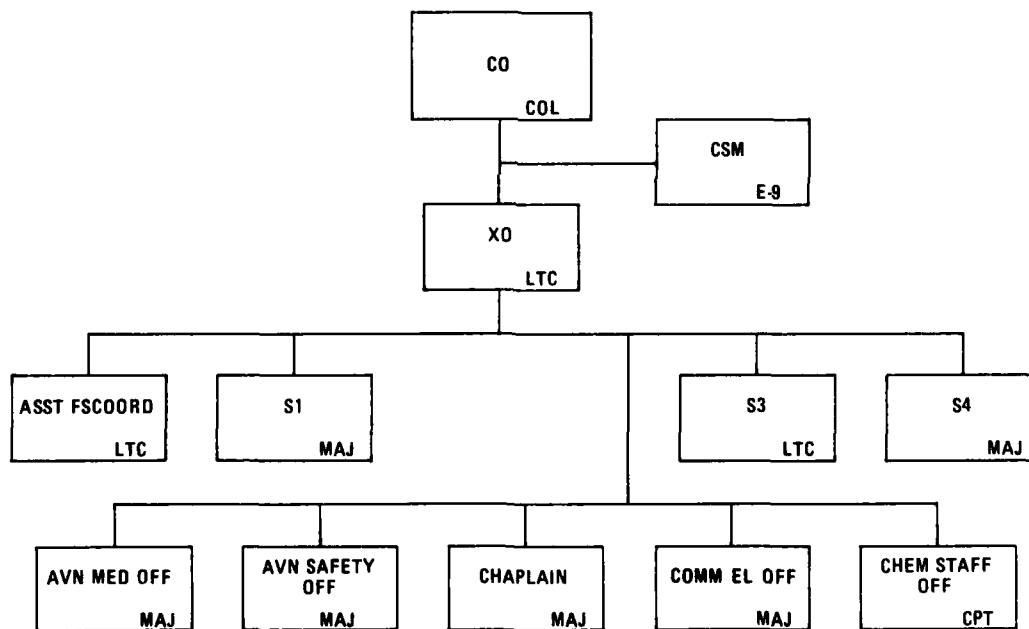 CO
COL
CSM
E-9
XO
LTC
ASST FSCOORD
LTC
S1
MAJ
S3
LTC
S4
MAJ
AVN MED OFF
MAJ
AVN SAFETY
OFF
MAJ
CHAPLAIN
MAJ
COMM EL OFF
MAJ
CHEM STAFF
OFF
CPT